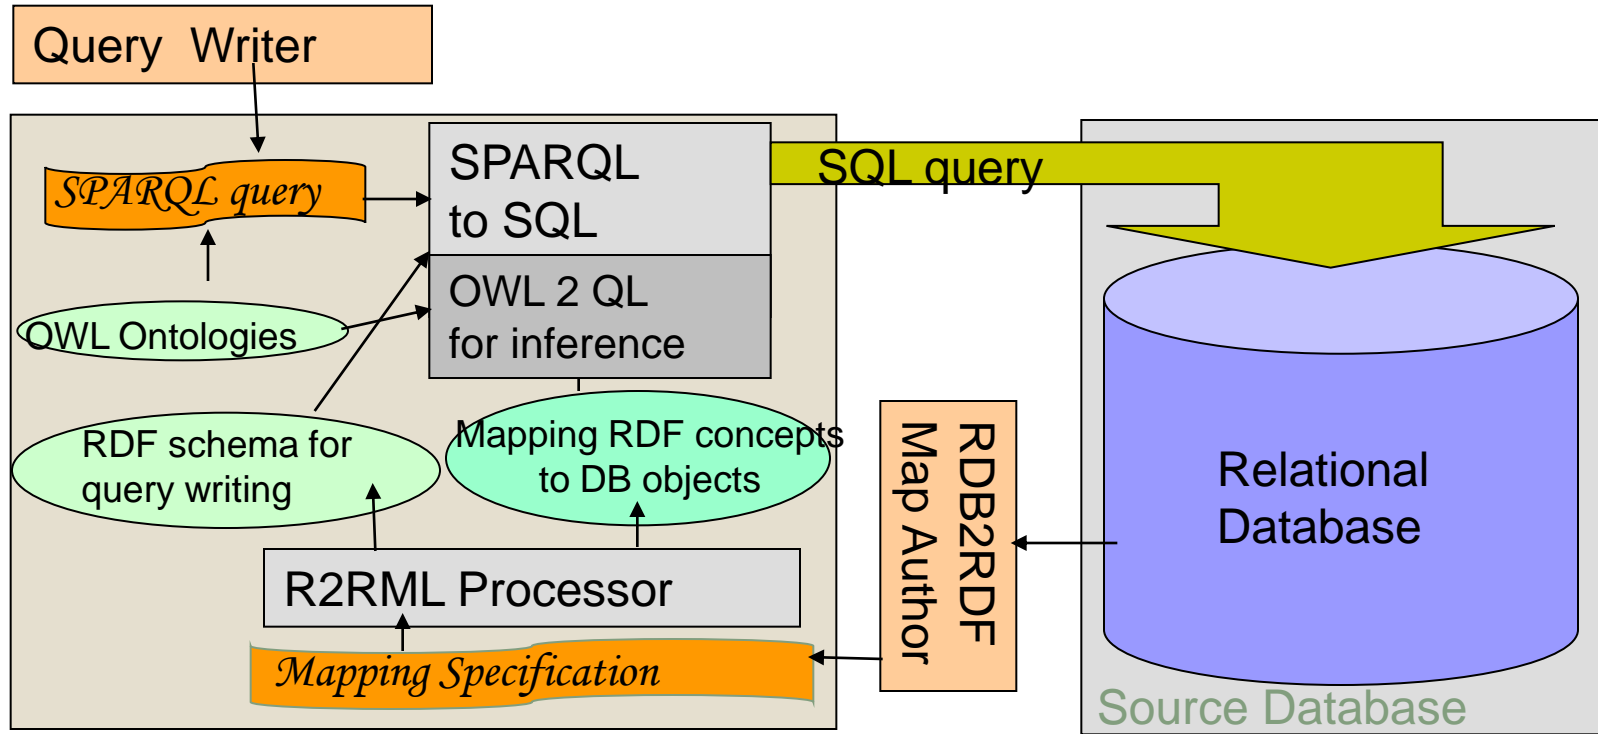 Query Writer
SPARQL query
SPARQL
to SQL
SQL query
OWL 2 QL
for inference
OWL Ontologies
RDF schema for
query writing
Mapping RDF concepts
to DB objects
R2RML Processor
Mapping Specification
RDB2RDF
Map Author
Relational
Database
Source Database